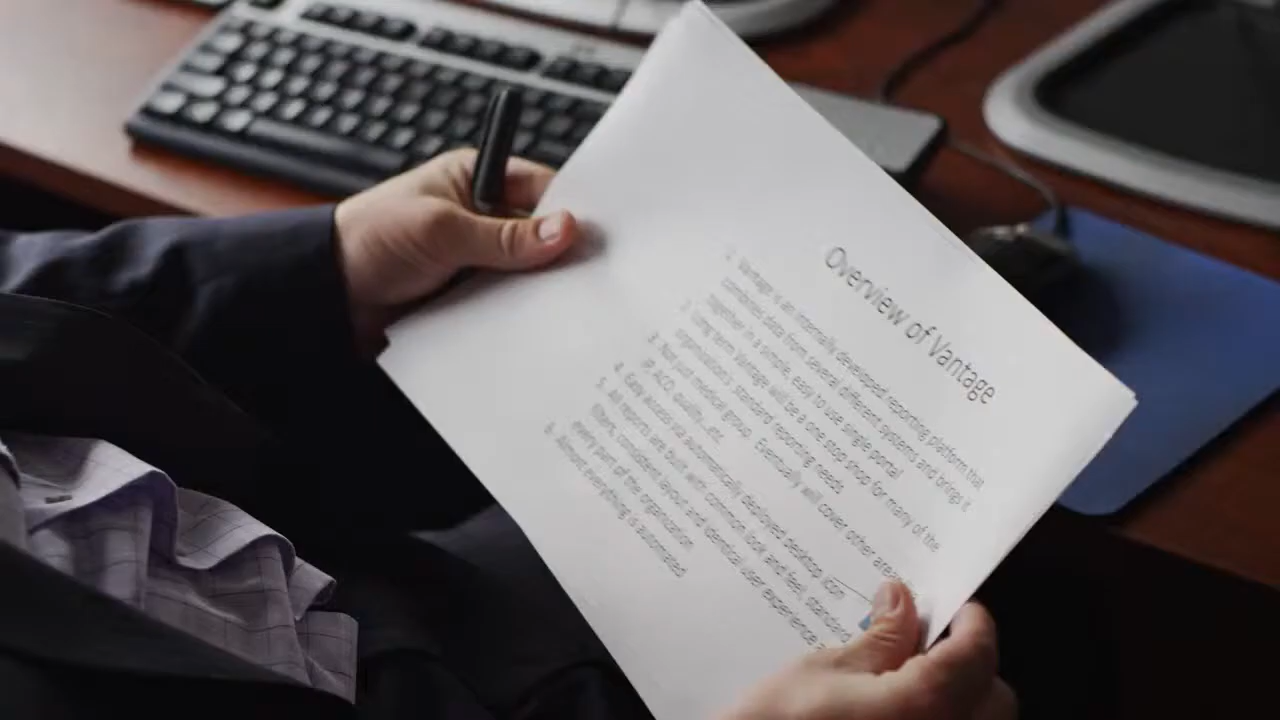 Overview of Vantage
1. Vantage is an internally developed reporting platform that
combines data from several different systems and brings it
together in a simple, easy to use single portal
2. Long term Vantage will be a one stop shop for many of the
organization's standard reporting needs
3. Not just medical group. Eventually will cover other
IP, ACO, quality, etc
4. Easy access via automatically deployed desktop icon
5. All reports are built with common look and feel, standard
filters, consistent layout and identical user experience
every part of the organization
6. Almost everything is automated